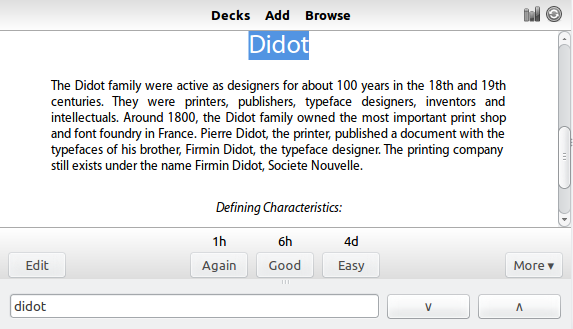 Decks Add Browse
Didot
The Didot family were active as designers for about 100 years in the 18th and 19th
centuries. They were printers, publishers, typeface designers, inventors and
intellectuals. Around 1800, the Didot family owned the most important print shop
and font foundry in France. Pierre Didot, the printer, published a document with the
typefaces of his brother, Firmin Didot, the typeface designer. The printing company
still exists under the name Firmin Didot, Societe Nouvelle.
Defining Characteristics:
1h 6h 4d
Edit Again Good Easy More ▾
didot ∨ ∧